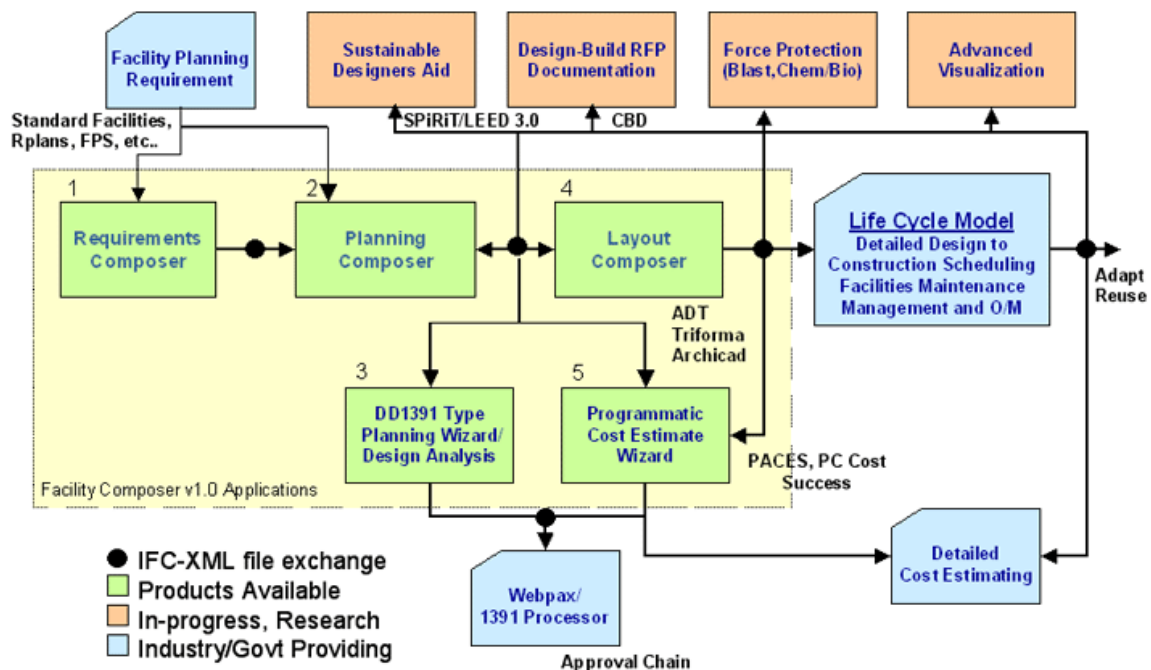 Facility Planning
Requirement
Sustainable
Designers Aid
Design-Build RFP
Documentation
Force Protection
(Blast,Chem/Bio)
Advanced
Visualization
Standard Facilities,
Rplans, FPS, etc..
SPiRiT/LEED 3.0
CBD
1
Requirements
Composer
2
Planning
Composer
4
Layout
Composer
Life Cycle Model
Detailed Design to
Construction Scheduling
Facilities Maintenance
Management and O/M
Adapt
Reuse
ADT
Triforma
Archicad
3
DD1391 Type
Planning Wizard/
Design Analysis
5
Programmatic
Cost Estimate
Wizard
PACES, PC Cost
Success
Facility Composer v1.0 Applications
IFC-XML file exchange
Products Available
In-progress, Research
Industry/Govt Providing
Webpax/
1391 Processor
Approval Chain
Detailed
Cost Estimating